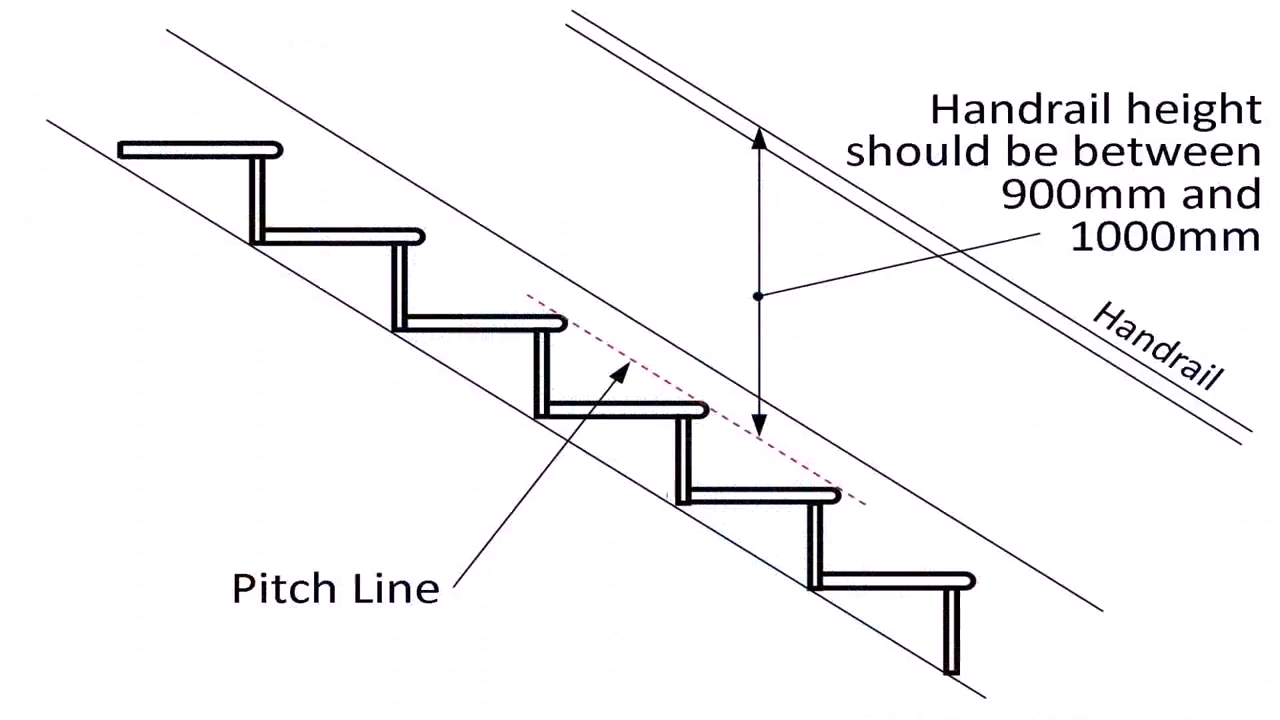 Handrail height
should be between
900mm and
1000mm
Handrail
Pitch Line